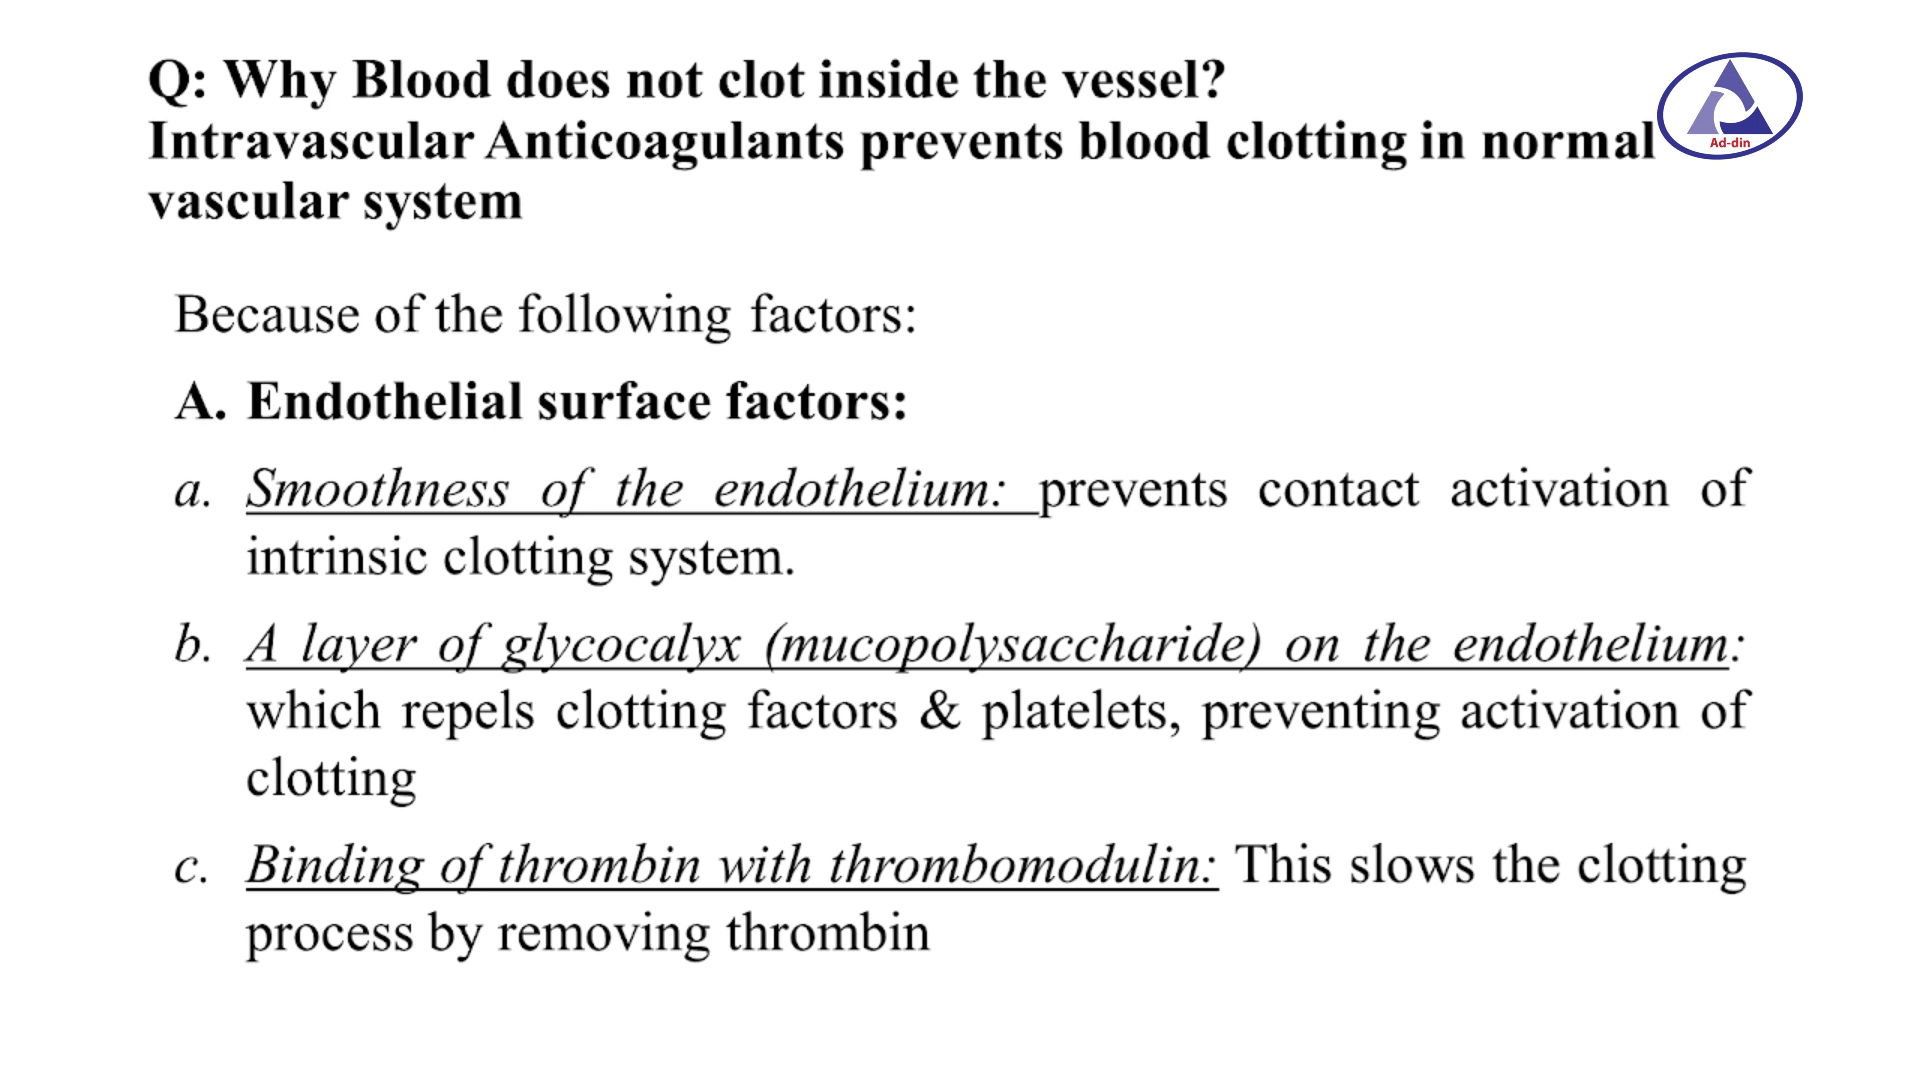 Q: Why Blood does not clot inside the vessel?
Intravascular Anticoagulants prevents blood clotting in normal
vascular system
Ad-din
Because of the following factors:
A. Endothelial surface factors:
a. Smoothness of the endothelium: prevents contact activation of
intrinsic clotting system.
b. A layer of glycocalyx (mucopolysaccharide) on the endothelium:
which repels clotting factors & platelets, preventing activation of
clotting
c. Binding of thrombin with thrombomodulin: This slows the clotting
process by removing thrombin